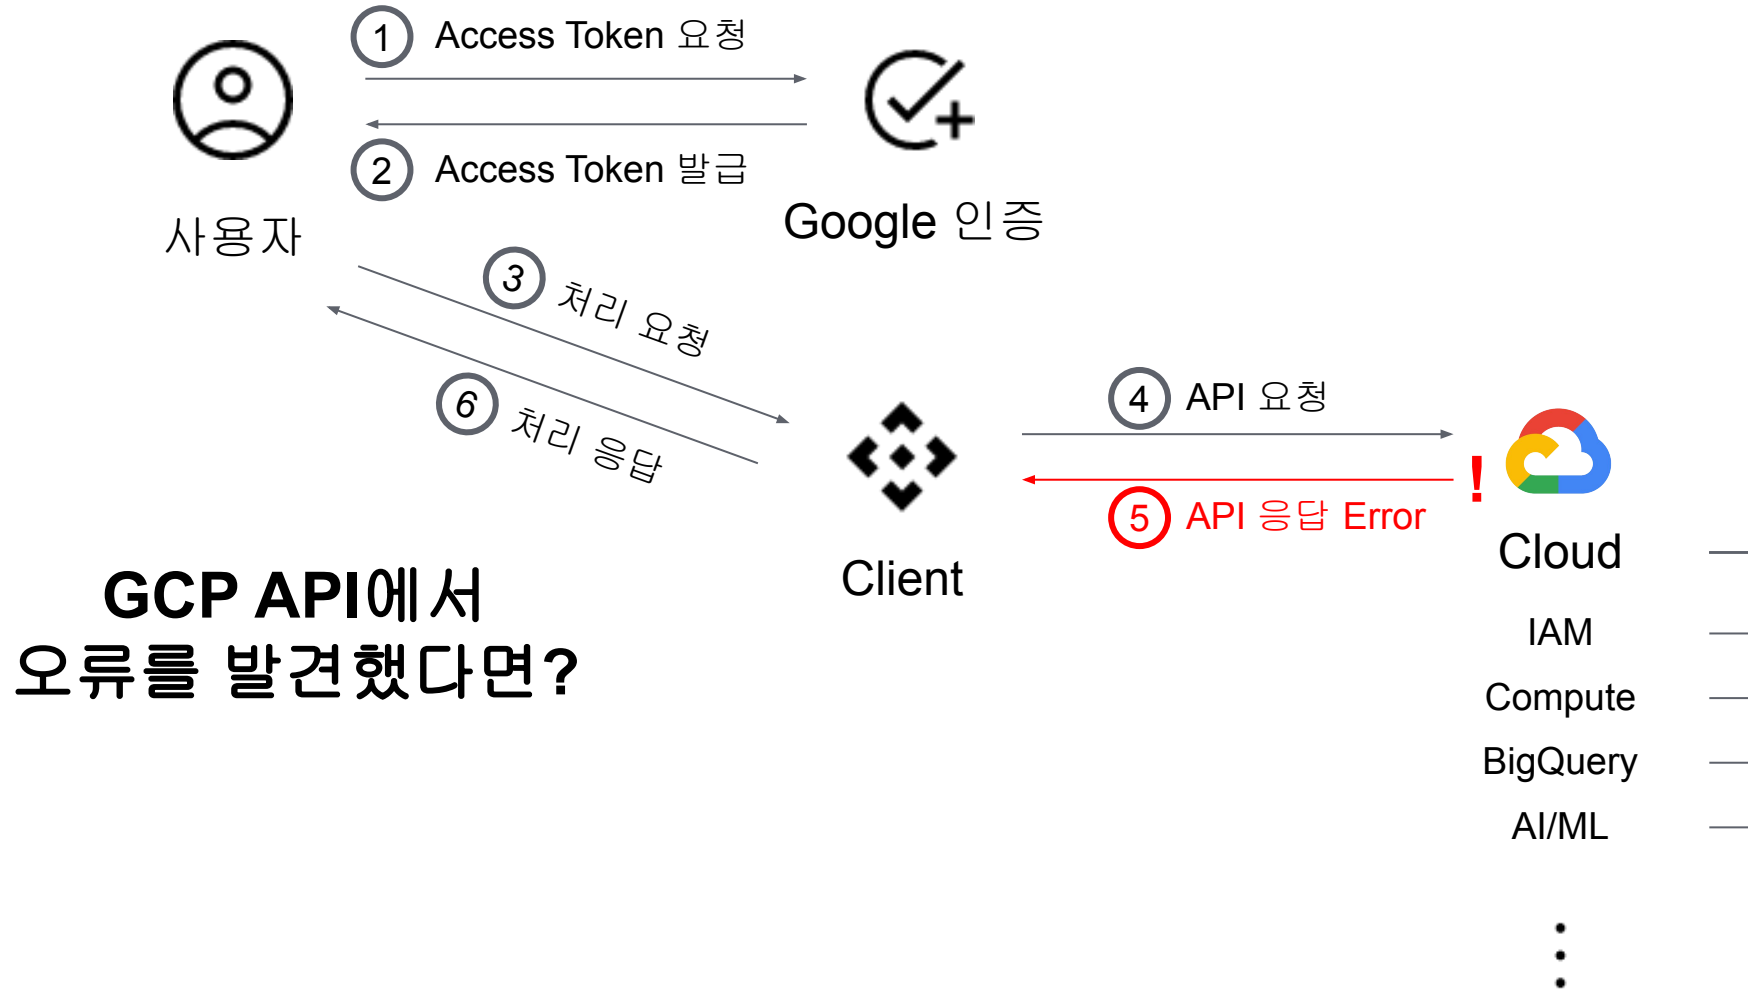 1 Access Token 요청
2 Access Token 발급
사용자
Google 인증
3 처리 요청
6 처리 응답
4 API 요청
!
5 API 응답 Error
Cloud
Client
GCP API에서
오류를 발견했다면?
IAM
Compute
BigQuery
AI/ML